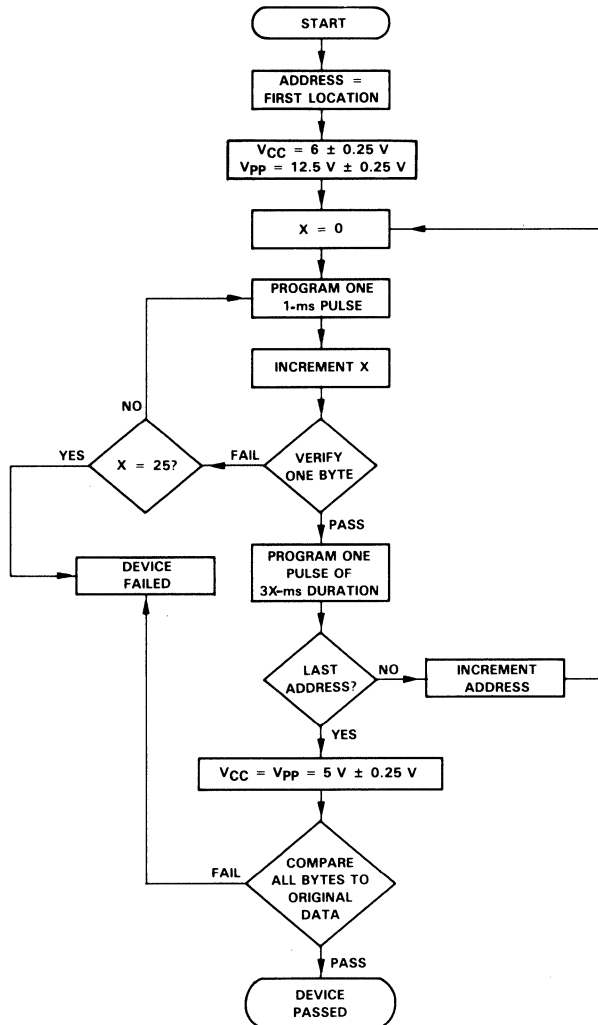 START
ADDRESS =
FIRST LOCATION
VCC = 6 ± 0.25 V
VPP = 12.5 V ± 0.25 V
X = 0
PROGRAM ONE
1-ms PULSE
INCREMENT X
NO
YES
X = 25?
FAIL
VERIFY
ONE BYTE
PASS
DEVICE
FAILED
PROGRAM ONE
PULSE OF
3X-ms DURATION
LAST
ADDRESS?
NO
INCREMENT
ADDRESS
YES
VCC = VPP = 5 V ± 0.25 V
FAIL
COMPARE
ALL BYTES TO
ORIGINAL
DATA
PASS
DEVICE
PASSED